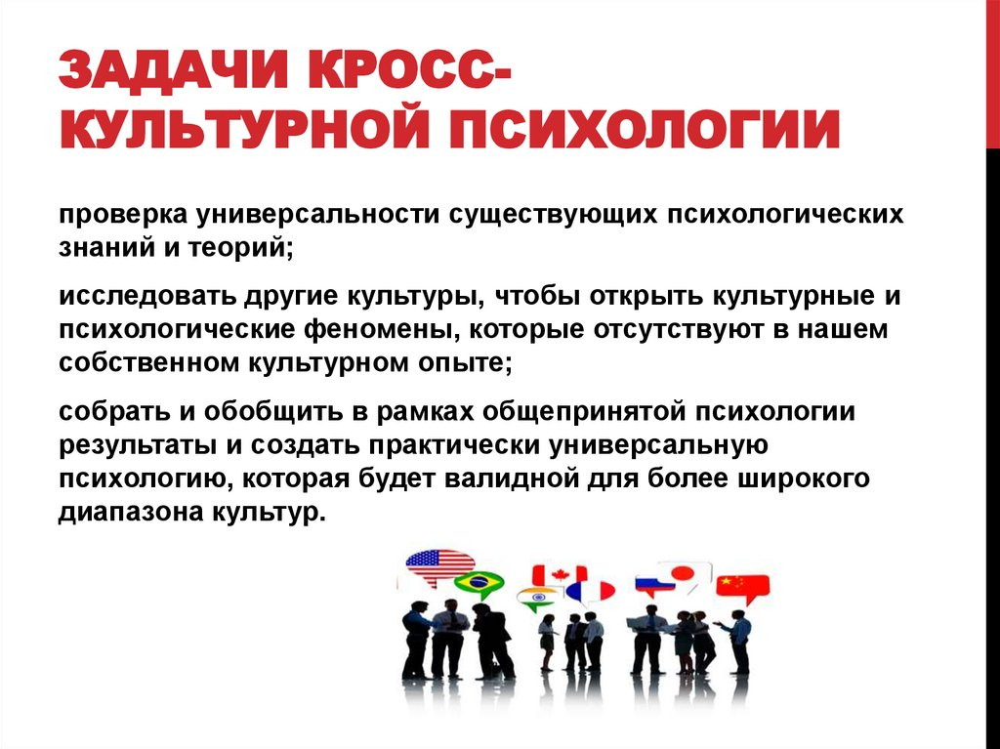 ЗАДАЧИ КРОСС-
КУЛЬТУРНОЙ ПСИХОЛОГИИ
проверка универсальности существующих психологических
знаний и теорий;
исследовать другие культуры, чтобы открыть культурные и
психологические феномены, которые отсутствуют в нашем
собственном культурном опыте;
собрать и обобщить в рамках общепринятой психологии
результаты и создать практически универсальную
психологию, которая будет валидной для более широкого
диапазона культур.